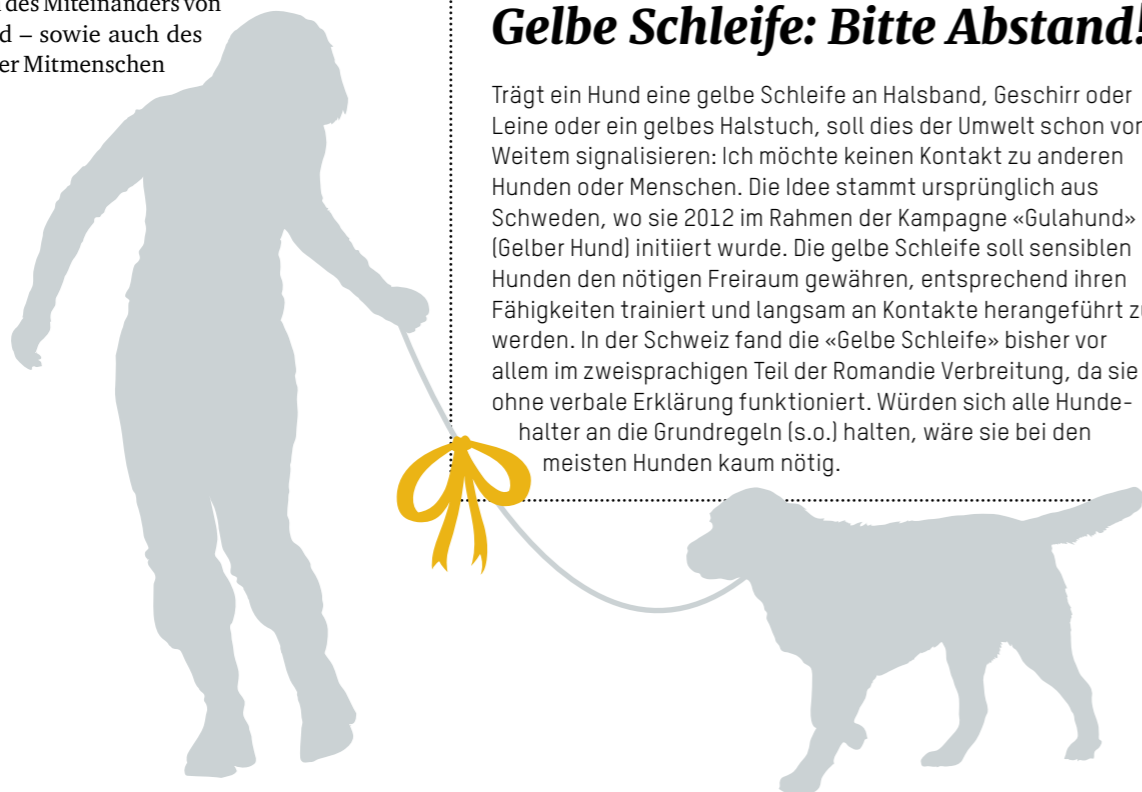 des Miteinanders von
d – sowie auch des
er Mitmenschen
Gelbe Schleife: Bitte Abstand!
Trägt ein Hund eine gelbe Schleife an Halsband, Geschirr oder
Leine oder ein gelbes Halstuch, soll dies der Umwelt schon von
Weitem signalisieren: Ich möchte keinen Kontakt zu anderen
Hunden oder Menschen. Die Idee stammt ursprünglich aus
Schweden, wo sie 2012 im Rahmen der Kampagne «Gulahund»
(Gelber Hund) initiiert wurde. Die gelbe Schleife soll sensiblen
Hunden den nötigen Freiraum gewähren, entsprechend ihren
Fähigkeiten trainiert und langsam an Kontakte herangeführt zu
werden. In der Schweiz fand die «Gelbe Schleife» bisher vor
allem im zweisprachigen Teil der Romandie Verbreitung, da sie
ohne verbale Erklärung funktioniert. Würden sich alle Hunde-
halter an die Grundregeln (s.o.) halten, wäre sie bei den
meisten Hunden kaum nötig.